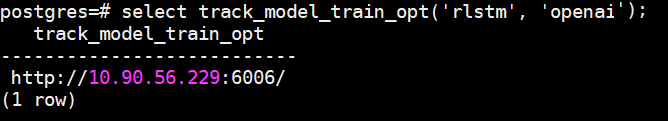 postgres=# select track_model_train_opt('rlstm', 'openai');
track_model_train_opt
---------------------------
http://10.90.56.229:6006/
(1 row)